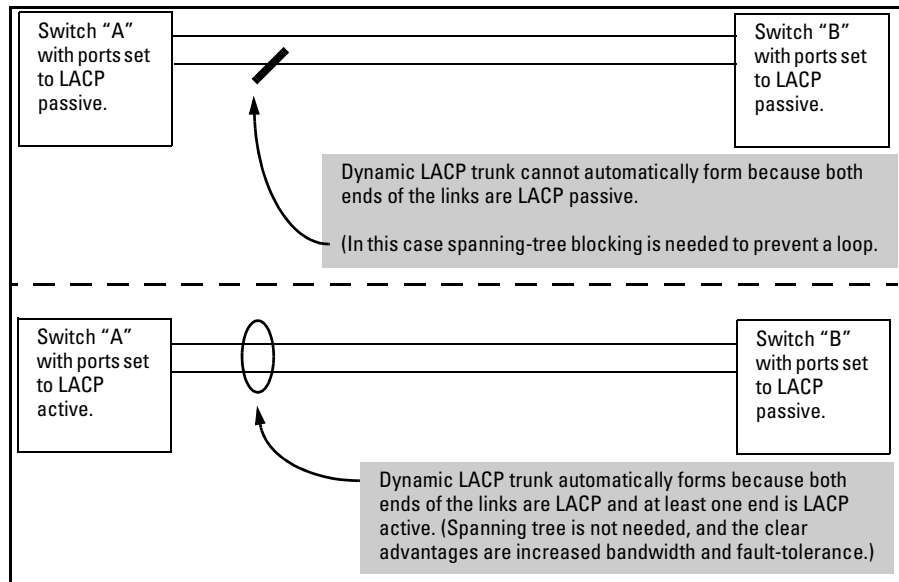 Switch “A”
with ports set
to LACP
passive.
Switch “B”
with ports set
to LACP
passive.
Dynamic LACP trunk cannot automatically form because both
ends of the links are LACP passive.
(In this case spanning-tree blocking is needed to prevent a loop.
Switch “A”
with ports set
to LACP
active.
Switch “B”
with ports set
to LACP
passive.
Dynamic LACP trunk automatically forms because both
ends of the links are LACP and at least one end is LACP
active. (Spanning tree is not needed, and the clear
advantages are increased bandwidth and fault-tolerance.)